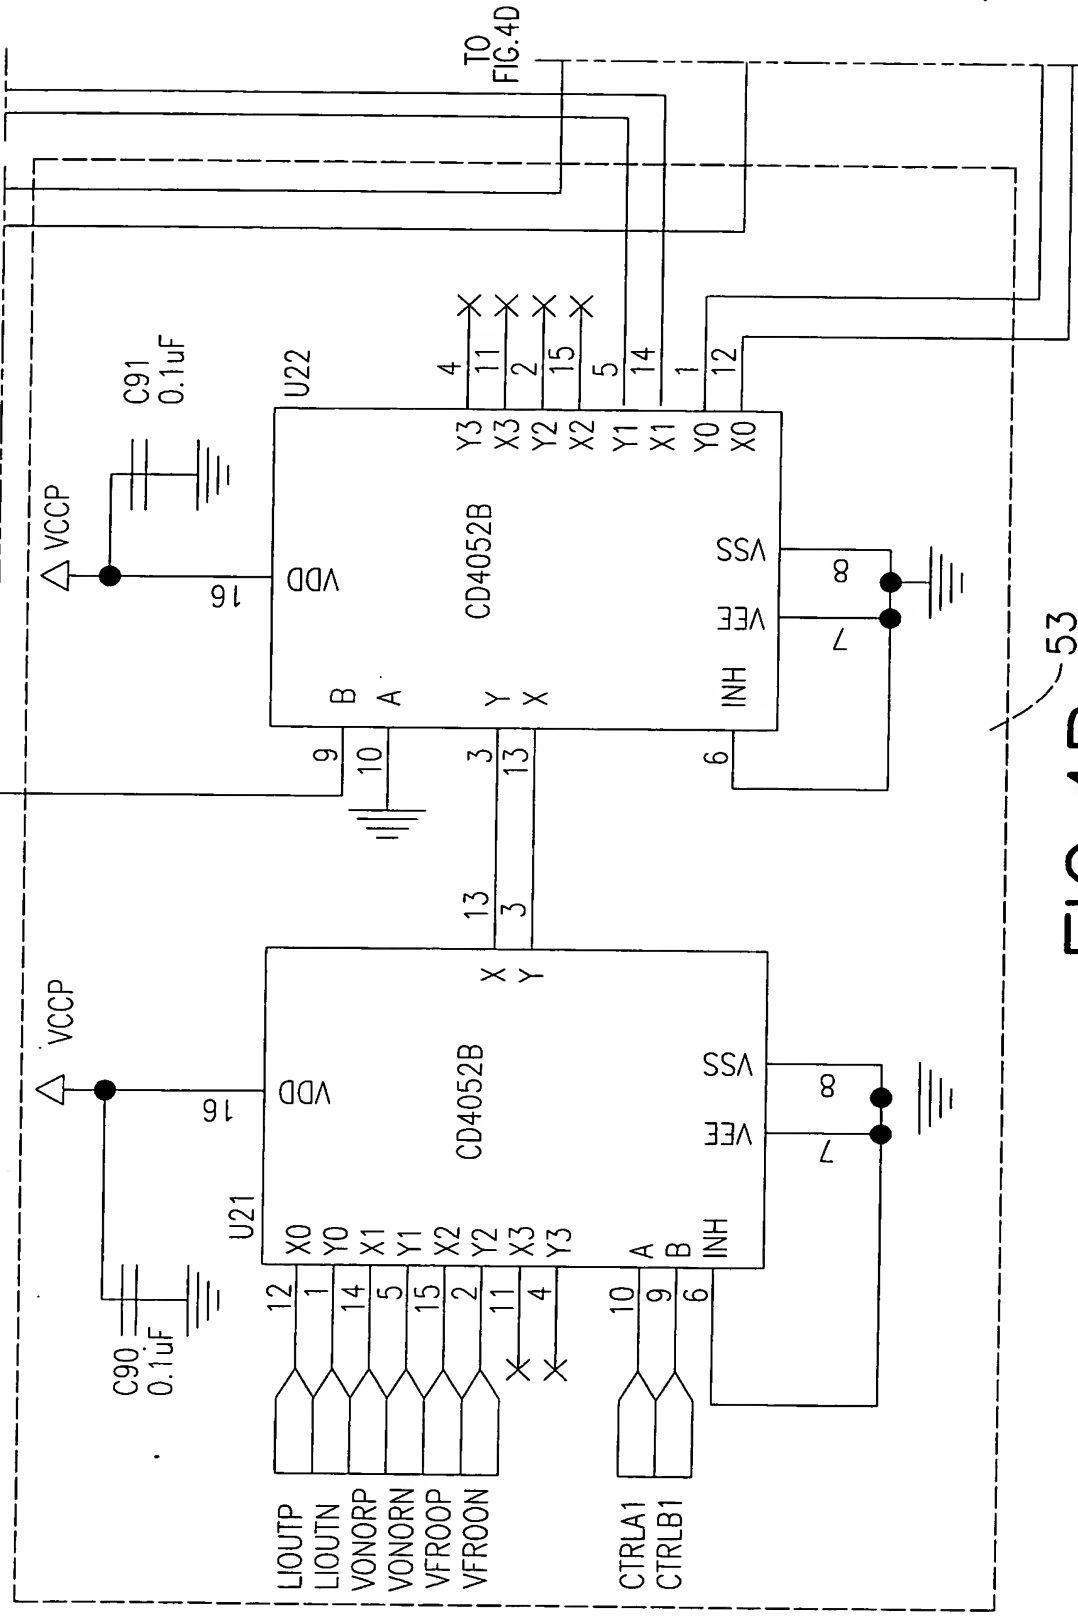 TO
FIG.4D
VCCP
C90
0.1uF
16
U21
VDD
CD4052B
LIOUTP
12
X0
LIOUTN
1
Y0
VONORP
14
X1
VONORN
5
Y1
VFROOP
15
X2
VFROON
2
Y2
11
X3
4
Y3
CTRLA1
10
A
CTRLB1
9
B
6
INH
X
13
Y
3
VEE
7
VSS
8
VCCP
C91
0.1uF
16
U22
VDD
CD4052B
9
B
10
A
3
Y
13
X
6
INH
VEE
7
VSS
8
Y3
4
X3
11
Y2
2
X2
15
Y1
5
X1
14
Y0
1
X0
12
53